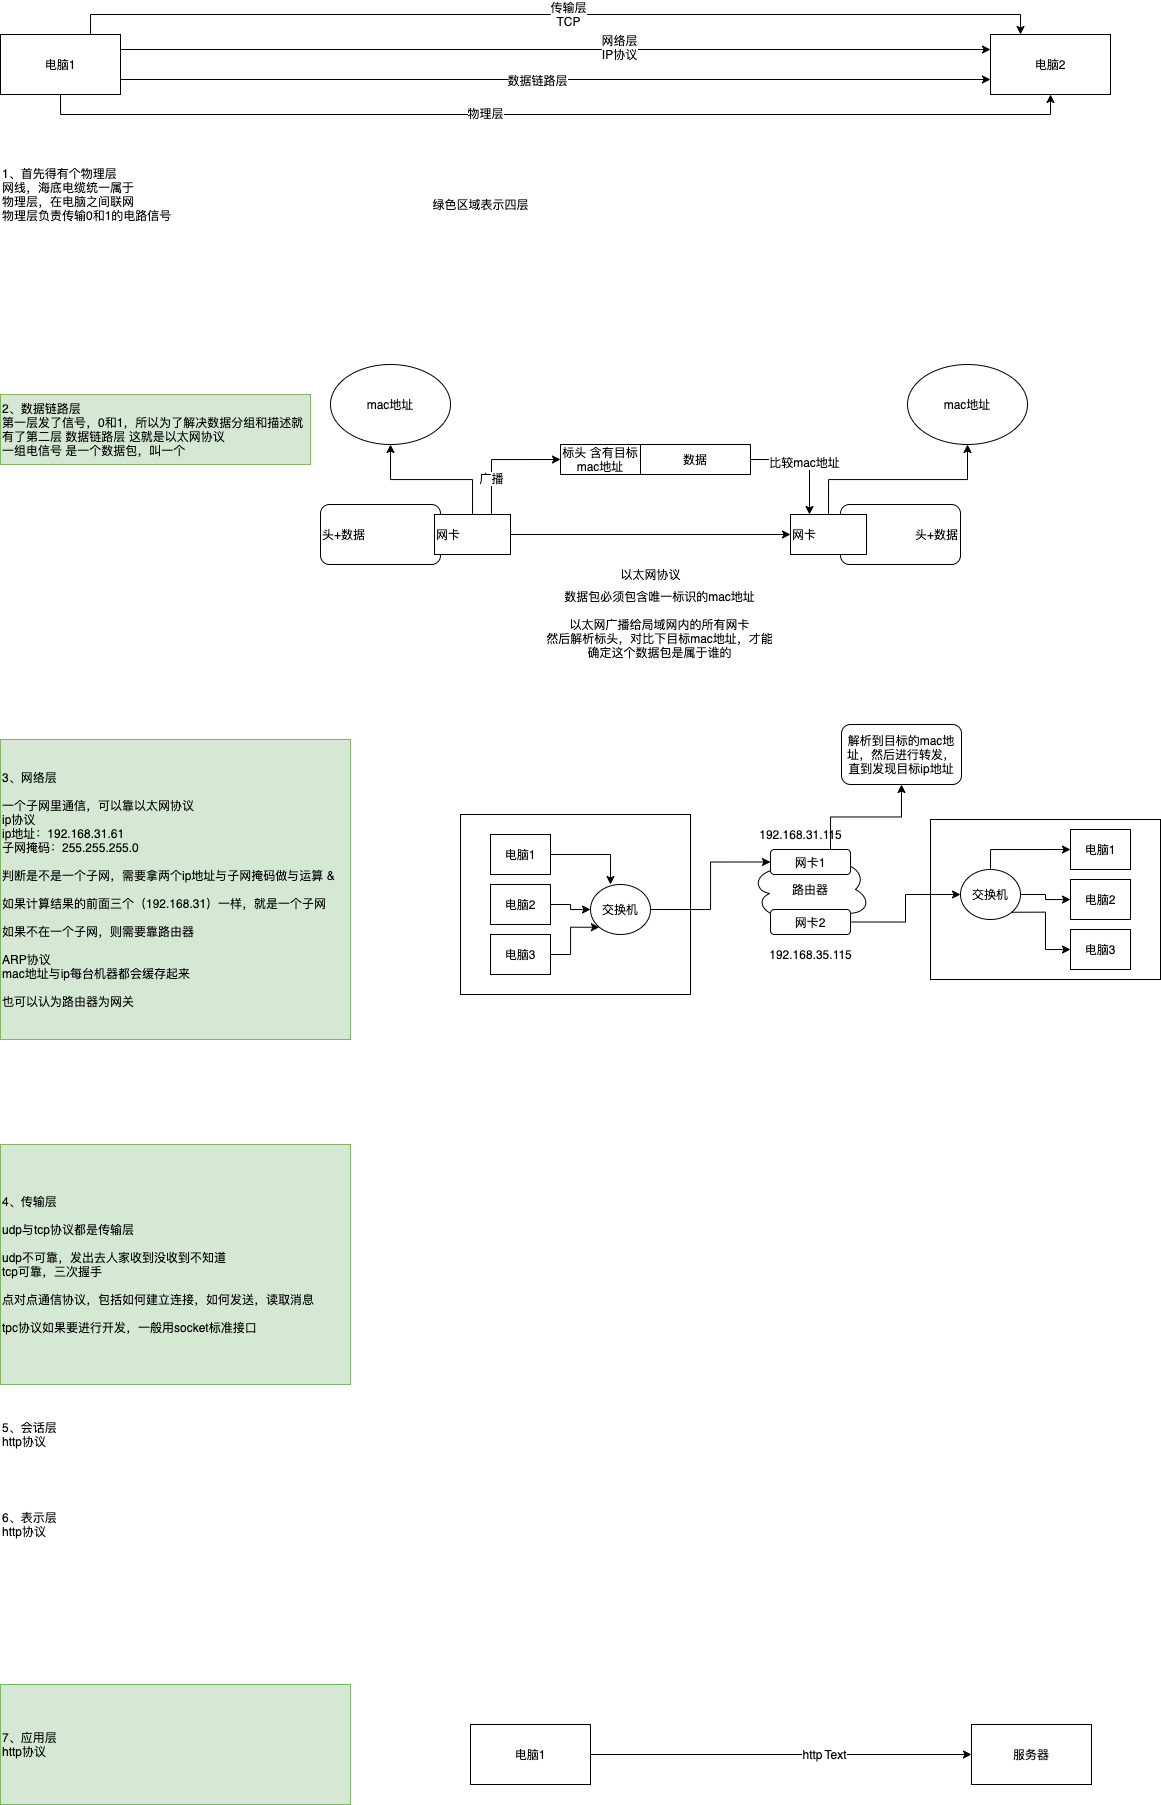 传输层
TCP
网络层
IP协议
电脑1
电脑2
数据链路层
物理层
1、首先得有个物理层
网线，海底电缆统一属于
物理层，在电脑之间联网
物理层负责传输0和1的电路信号
绿色区域表示四层
2、数据链路层
第一层发了信号，0和1，所以为了解决数据分组和描述就
有了第二层 数据链路层 这就是以太网协议
一组电信号 是一个数据包，叫一个
mac地址
mac地址
标头 含有目标
mac地址
数据
比较mac地址
广播
头+数据
网卡
网卡
头+数据
以太网协议
数据包必须包含唯一标识的mac地址
以太网广播给局域网内的所有网卡
然后解析标头，对比下目标mac地址，才能
确定这个数据包是属于谁的
3、网络层
一个子网里通信，可以靠以太网协议
ip协议
ip地址：192.168.31.61
子网掩码：255.255.255.0
判断是不是一个子网，需要拿两个ip地址与子网掩码做与运算 &
如果计算结果的前面三个（192.168.31）一样，就是一个子网
如果不在一个子网，则需要靠路由器
ARP协议
mac地址与ip每台机器都会缓存起来
也可以认为路由器为网关
解析到目标的mac地
址，然后进行转发，
直到发现目标ip地址
192.168.31.115
电脑1
电脑2
电脑3
交换机
网卡1
路由器
网卡2
192.168.35.115
交换机
电脑1
电脑2
电脑3
4、传输层
udp与tcp协议都是传输层
udp不可靠，发出去人家收到没收到不知道
tcp可靠，三次握手
点对点通信协议，包括如何建立连接，如何发送，读取消息
tpc协议如果要进行开发，一般用socket标准接口
5、会话层
http协议
6、表示层
http协议
7、应用层
http协议
电脑1
http Text
服务器